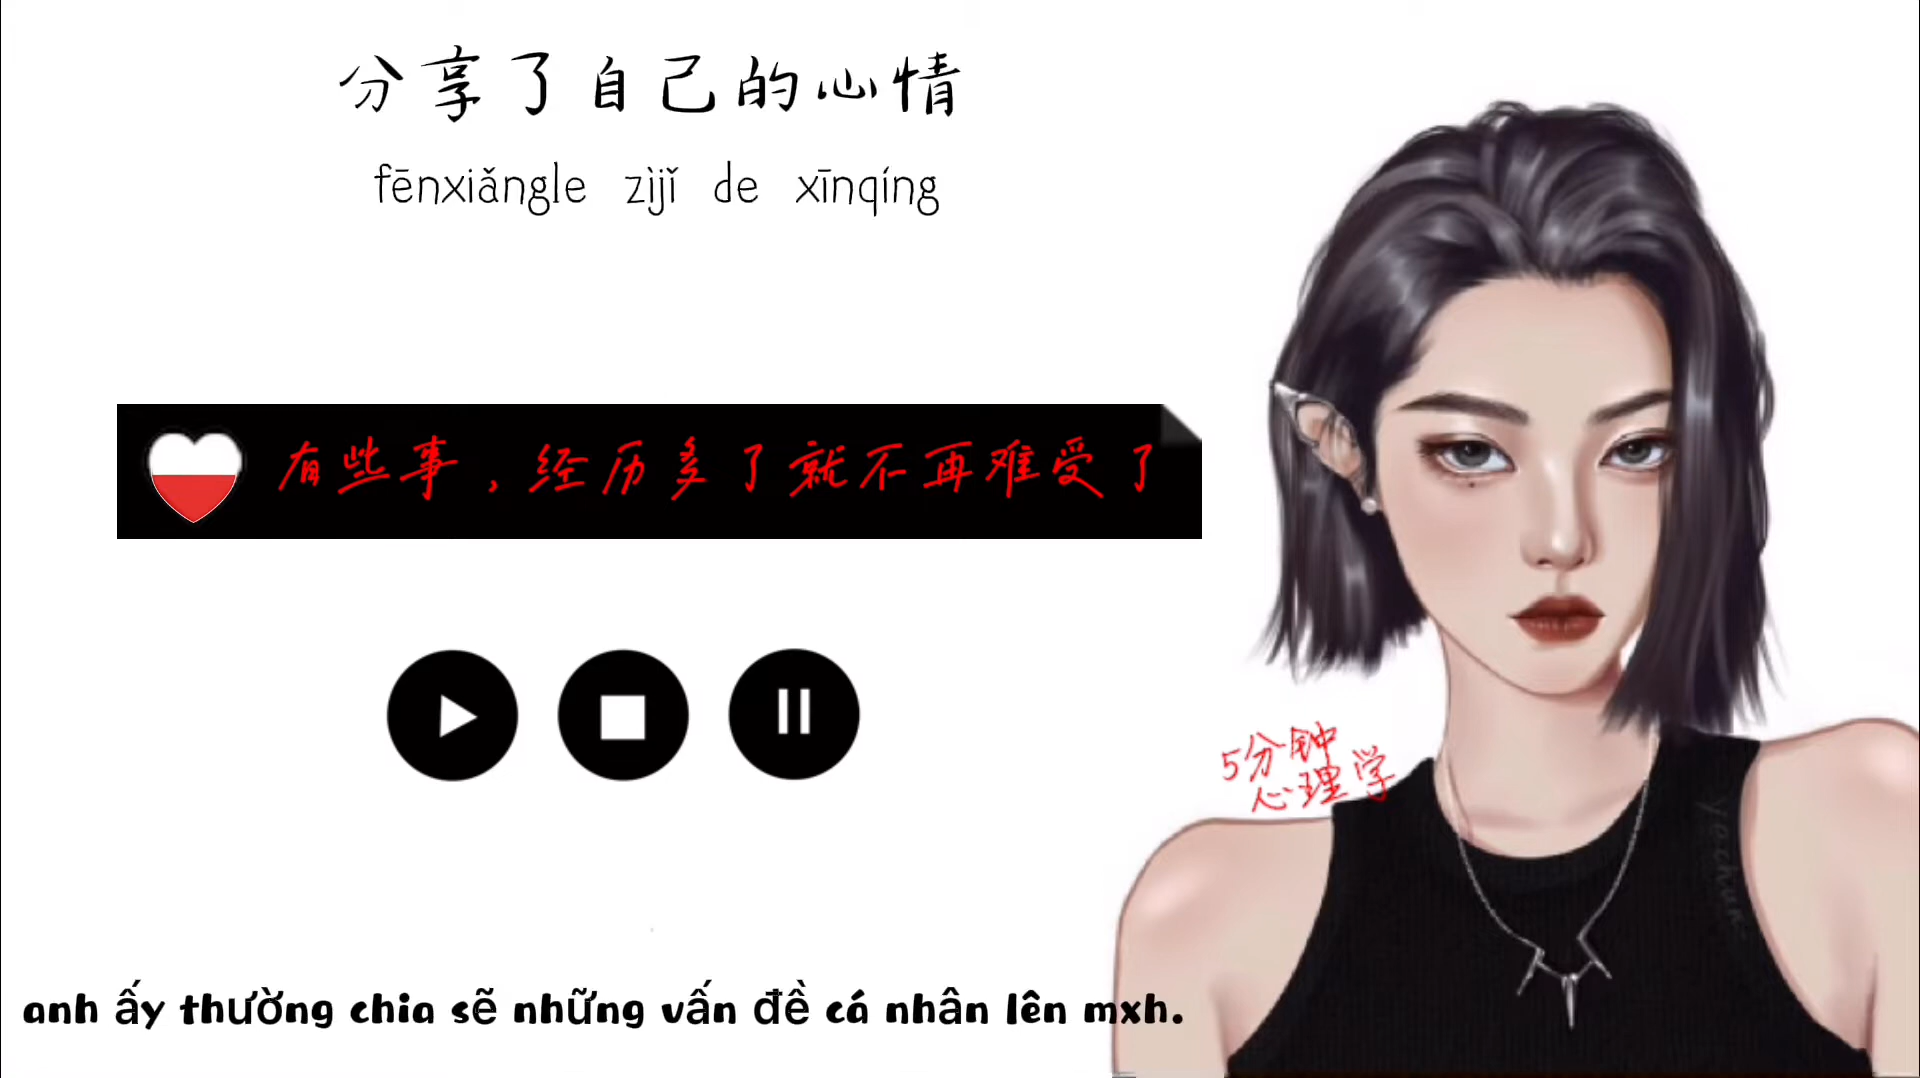 分享了自己的心情
fēnxiǎngle zìjǐ de xīnqíng
有些事，经历多了就不再难受了
5分钟
心理学
yechun
anh ấy thường chia sẽ những vấn đề cá nhân lên mxh.